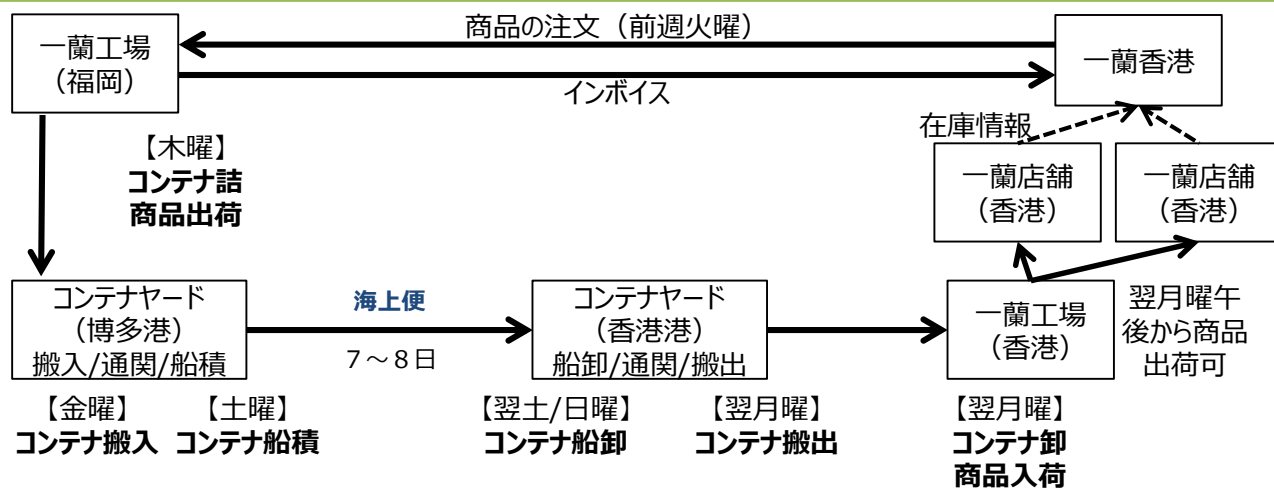 商品の注文（前週火曜）
一蘭工場
（福岡）
一蘭香港
インボイス
在庫情報
【木曜】
コンテナ詰
商品出荷
一蘭店舗
（香港）
一蘭店舗
（香港）
コンテナヤード
（博多港）
搬入/通関/船積
海上便
7～8日
コンテナヤード
（香港港）
船卸/通関/搬出
一蘭工場
（香港）
翌月曜午
後から商品
出荷可
【金曜】
コンテナ搬入
【土曜】
コンテナ船積
【翌土/日曜】
コンテナ船卸
【翌月曜】
コンテナ搬出
【翌月曜】
コンテナ卸
商品入荷